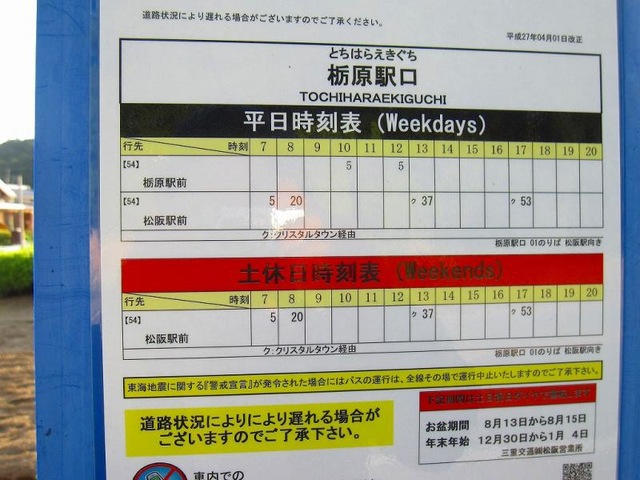 道路状況により遅れる場合がございますのでご了承ください。
平成27年04月01日改正
とちはらえきぐち
栃原駅口
TOCHIHARAEKIGUCHI
平日時刻表 (Weekdays)
行先 時刻 7 8 9 10 11 12 13 14 15 16 17 18 19 20
【54】 5 5
栃原駅前
【54】 5 20 ク 37 ク 53
松阪駅前
ク:クリスタルタウン経由
栃原駅口 01のりば 松阪駅向き
土休日時刻表 (Weekends)
行先 時刻 7 8 9 10 11 12 13 14 15 16 17 18 19 20
【54】 5 20 ク 37 ク 53
松阪駅前
ク:クリスタルタウン経由
栃原駅口 01のりば 松阪駅向き
東海地震に関する『警戒宣言』が発令された場合にはバスの運行は、全線その場で運行中止いたしますのでご了承下さい。
道路状況によりにより遅れる場合が
ございますのでご了承下さい。
お盆期間 8月13日から8月15日
年末年始 12月30日から1月 4日
三重交通㈱松阪営業所
車内での